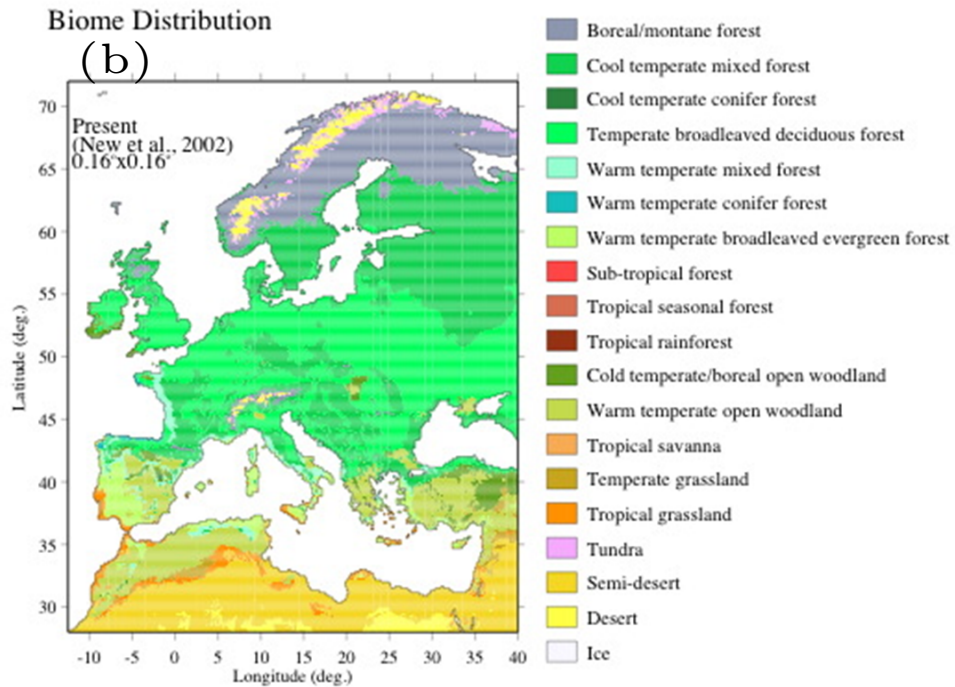 Biome Distribution
(b)
Present
(New et al., 2002)
0.16°x0.16°
70
65
60
55
50
45
40
35
30
Latitude (deg.)
-10 -5 0 5 10 15 20 25 30 35 40
Longitude (deg.)
Boreal/montane forest
Cool temperate mixed forest
Cool temperate conifer forest
Temperate broadleaved deciduous forest
Warm temperate mixed forest
Warm temperate conifer forest
Warm temperate broadleaved evergreen forest
Sub-tropical forest
Tropical seasonal forest
Tropical rainforest
Cold temperate/boreal open woodland
Warm temperate open woodland
Tropical savanna
Temperate grassland
Tropical grassland
Tundra
Semi-desert
Desert
Ice